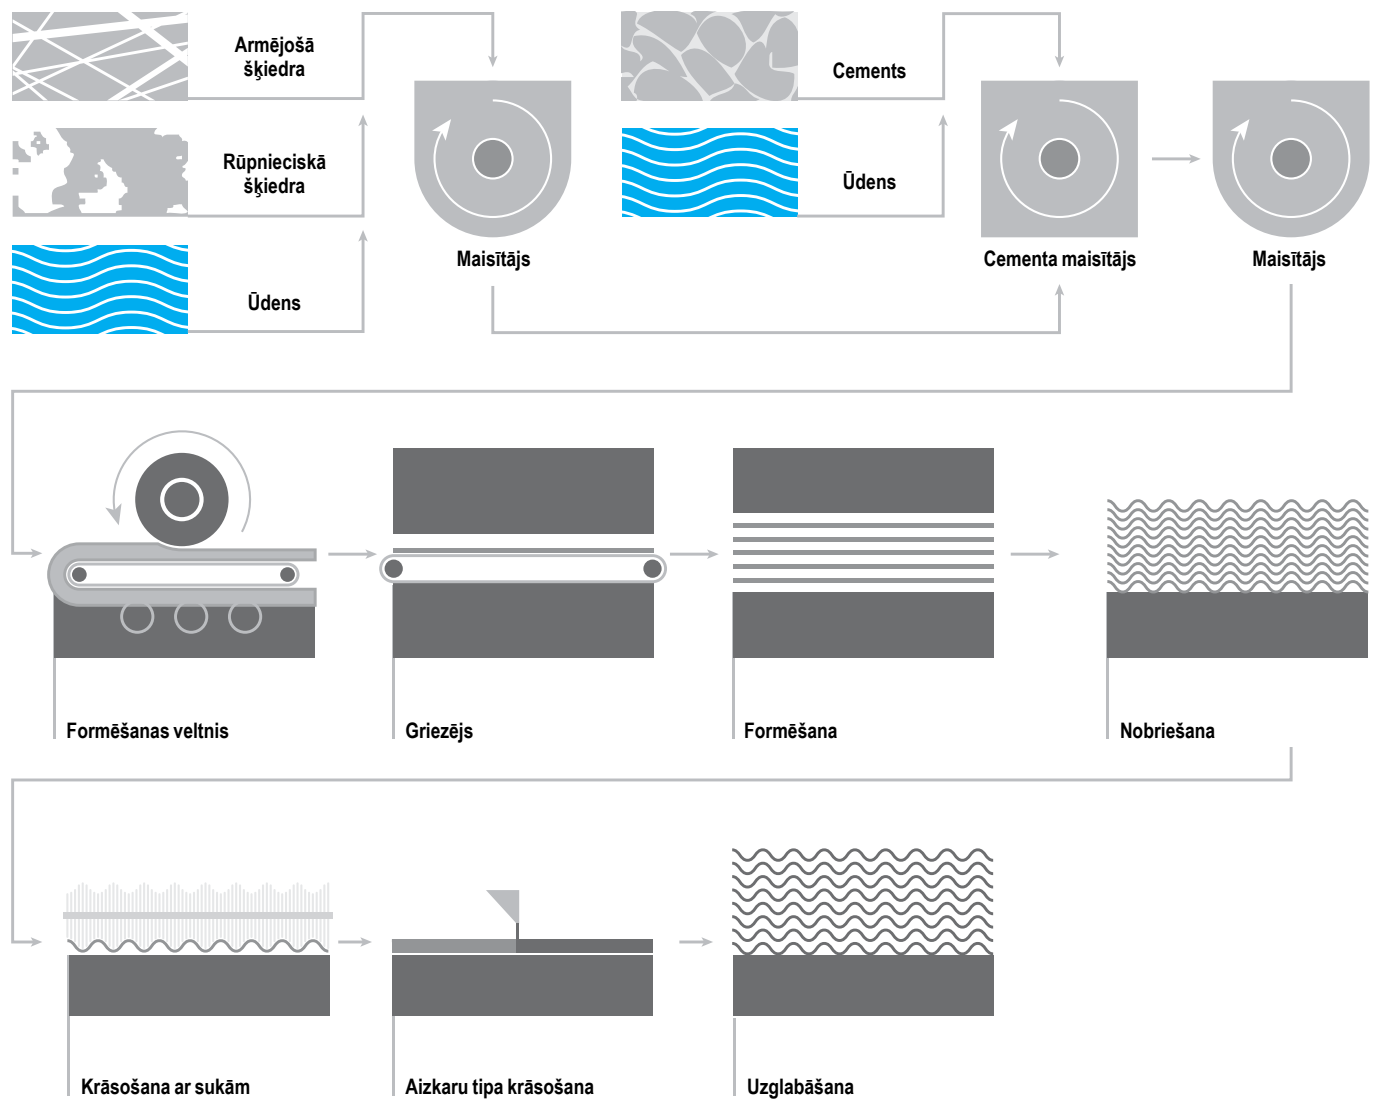 Armējošā
šķiedra
Cements
Rūpnieciskā
šķiedra
Ūdens
Ūdens
Maisītājs
Cementa maisītājs
Maisītājs
Formēšanas veltnis
Griezējs
Formēšana
Nobriešana
Krāsošana ar sukām
Aizkaru tipa krāsošana
Uzglabāšana